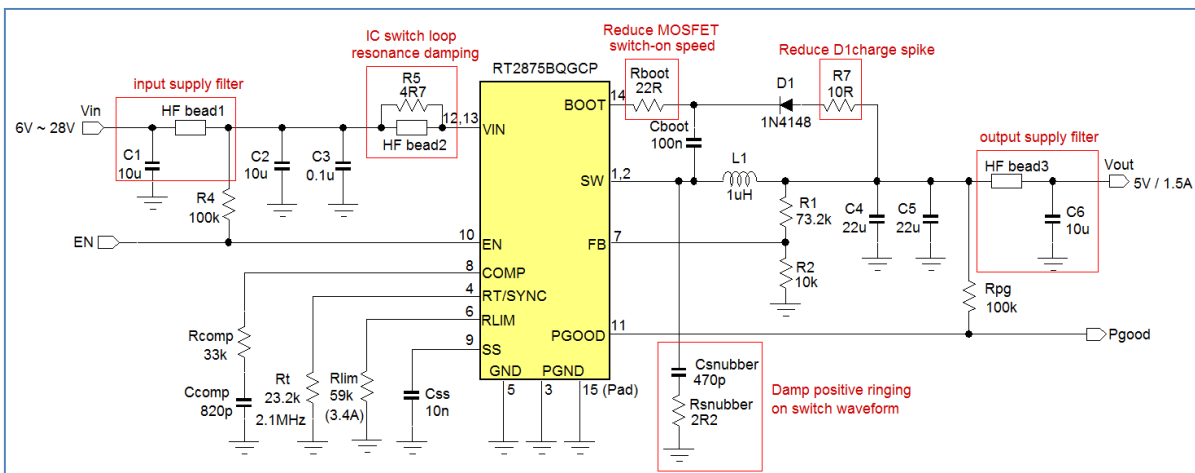 IC switch loop
resonance damping
Reduce MOSFET
switch-on speed
Reduce D1charge spike
input supply filter
output supply filter
RT2875BQGCP
Vin
6V ~ 28V
HF bead1
C1
10u
R4
100k
C2
10u
C3
0.1u
R5
4R7
HF bead2
12,13
VIN
BOOT
14
Rboot
22R
Cboot
100n
D1
1N4148
R7
10R
SW
1,2
L1
1uH
R1
73.2k
R2
10k
C4
22u
C5
22u
HF bead3
Vout
5V / 1.5A
C6
10u
EN
10
EN
FB
7
8
COMP
4
RT/SYNC
6
RLIM
9
SS
PGOOD
11
Rpg
100k
Pgood
GND
5
PGND
3
15 (Pad)
Rcomp
33k
Ccomp
820p
Rt
23.2k
2.1MHz
Rlim
59k
(3.4A)
Css
10n
Csnubber
470p
Rsnubber
2R2
Damp positive ringing
on switch waveform